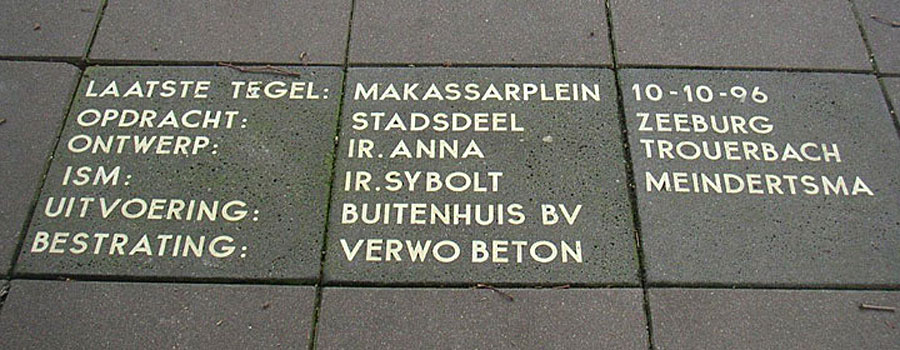 LAATSTE TEGEL: MAKASSARPLEIN 10-10-96
OPDRACHT: STADSDEEL ZEEBURG
ONTWERP: IR. ANNA TROUERBACH
ISM: IR. SYBOLT MEINDERTSMA
UITVOERING: BUITENHUIS BV
BESTRATING: VERWO BETON